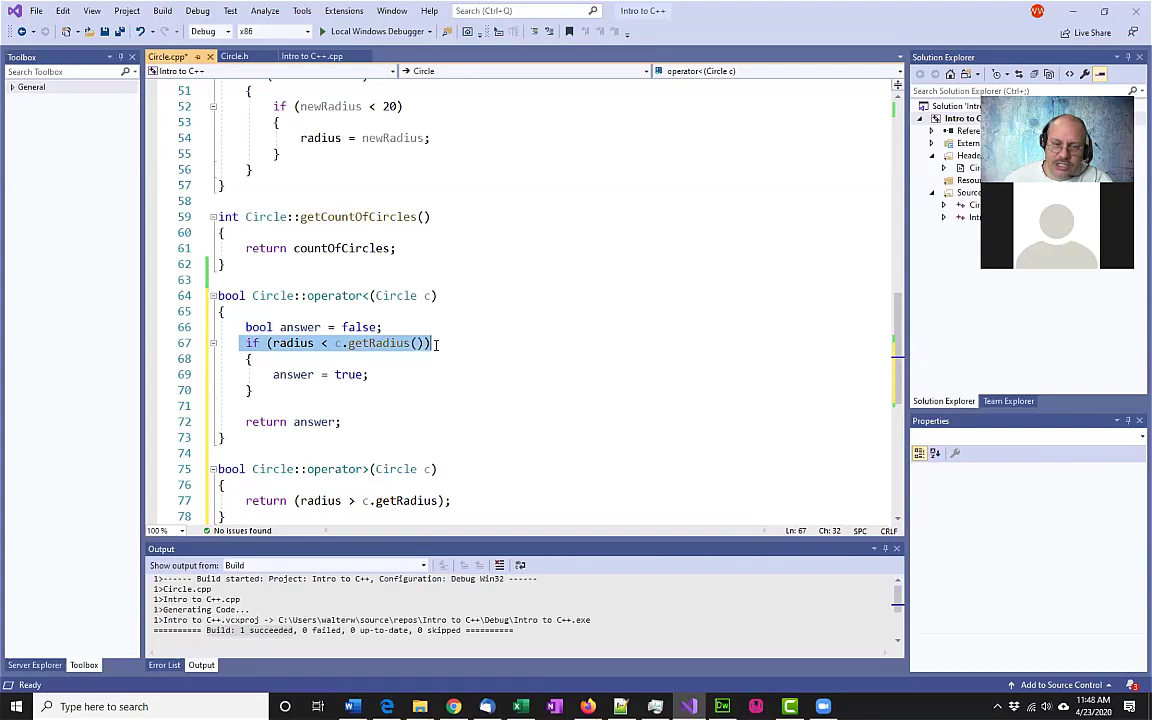 File Edit View Project Build Debug Test Analyze Tools Extensions Window Help Search (Ctrl+Q) Intro to C++ WW
Debug x86 Local Windows Debugger Live Share
Toolbox
Search Toolbox
General
Circle.cpp* Circle.h Intro to C++.cpp
Intro to C++ Circle operator<(Circle c)
51 {
52 if (newRadius < 20)
53 {
54 radius = newRadius;
55 }
56 }
57 }
58
59 int Circle::getCountOfCircles()
60 {
61 return countOfCircles;
62 }
63
64 bool Circle::operator<(Circle c)
65 {
66 bool answer = false;
67 if (radius < c.getRadius())
68 {
69 answer = true;
70 }
71
72 return answer;
73 }
74
75 bool Circle::operator>(Circle c)
76 {
77 return (radius > c.getRadius);
78 }
100 % No issues found Ln: 67 Ch: 32 SPC CRLF
Solution Explorer
Search Solution Explorer (Ctrl+;)
Solution 'Int
Intro to C
Refere
Extern
Heade
Cir
Resou
Source
Cir
Int
Solution Explorer Team Explorer
Properties
Output
Show output from: Build
1>------ Build started: Project: Intro to C++, Configuration: Debug Win32 ------
1>Circle.cpp
1>Intro to C++.cpp
1>Generating Code...
1>Intro to C++.vcxproj -> C:\Users\walterw\source\repos\Intro to C++\Debug\Intro to C++.exe
========== Build: 1 succeeded, 0 failed, 0 up-to-date, 0 skipped ==========
Server Explorer Toolbox Error List Output
Ready Add to Source Control 3
Type here to search
11:48 AM
4/23/2020